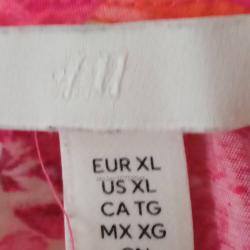 H&M
EUR XL
US XL
CA TG
MX XG